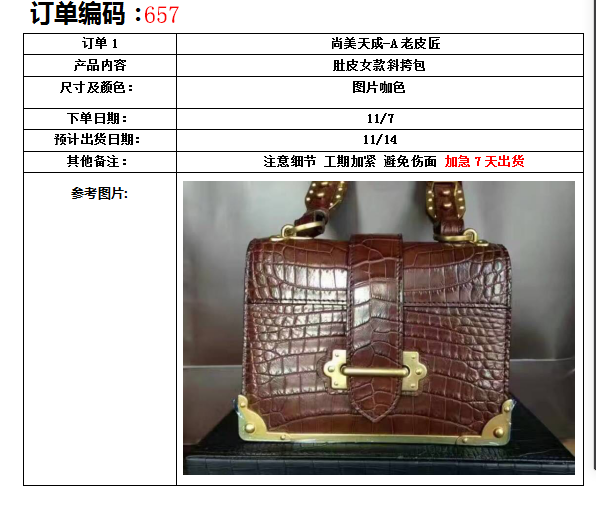 订单编码：657
订单1 尚美天成-A老皮匠
产品内容 肚皮女款斜挎包
尺寸及颜色： 图片咖色
下单日期： 11/7
预计出货日期： 11/14
其他备注： 注意细节 工期加紧 避免伤面 加急7天出货
参考图片: